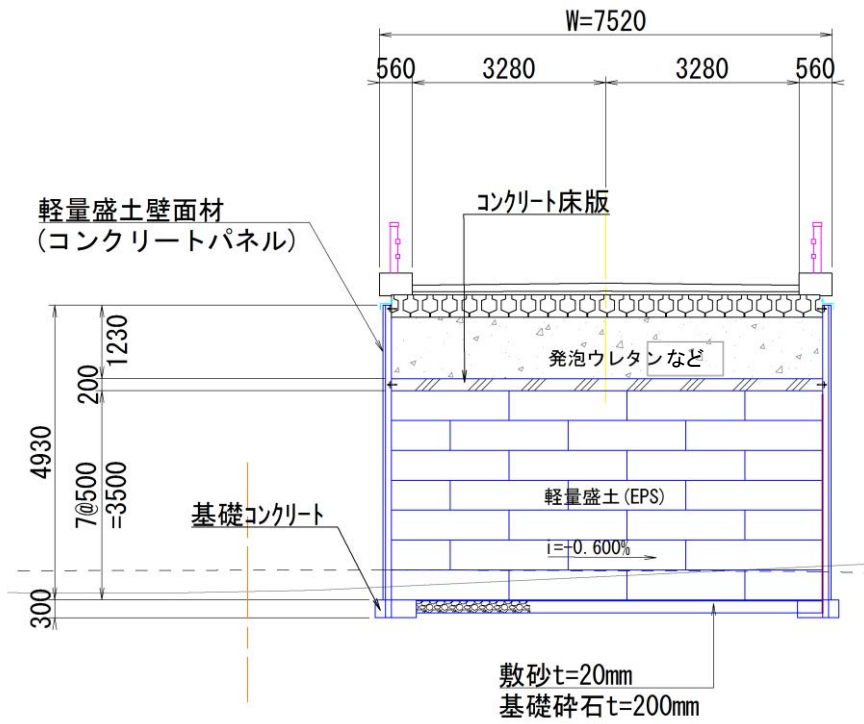 W=7520
560
3280
3280
560
軽量盛土壁面材
(コンクリートパネル)
コンクリート床版
1230
発泡ウレタンなど
200
4930
7@500
=3500
軽量盛土(EPS)
基礎コンクリート
i=-0.600%
300
敷砂t=20mm
基礎砕石t=200mm